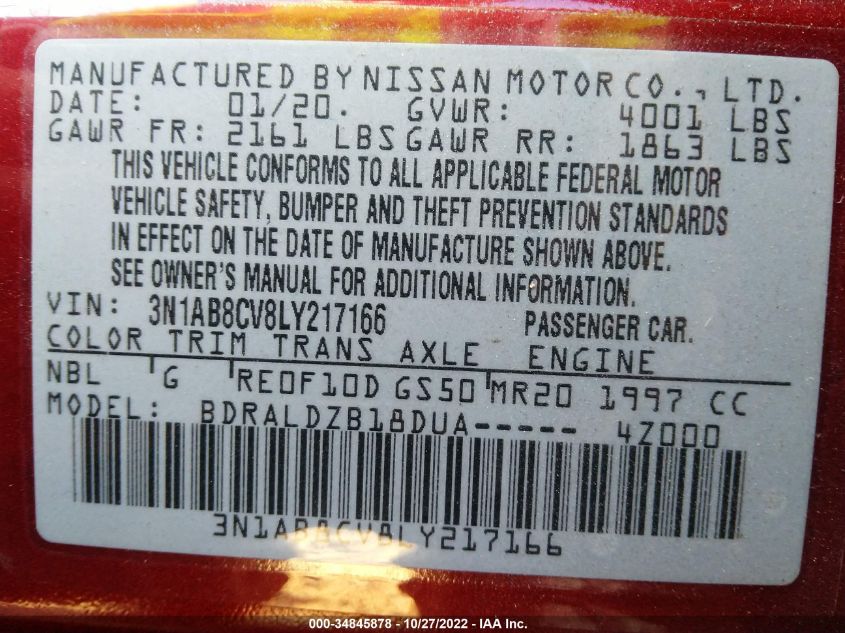 MANUFACTURED BY NISSAN MOTOR CO., LTD.
DATE: 01/20. GVWR: 4001 LBS
GAWR FR: 2161 LBS GAWR RR: 1863 LBS
THIS VEHICLE CONFORMS TO ALL APPLICABLE FEDERAL MOTOR
VEHICLE SAFETY, BUMPER AND THEFT PREVENTION STANDARDS
IN EFFECT ON THE DATE OF MANUFACTURE SHOWN ABOVE.
SEE OWNER'S MANUAL FOR ADDITIONAL INFORMATION.
VIN: 3N1AB8CV8LY217166 PASSENGER CAR.
COLOR TRIM TRANS AXLE ENGINE
NBL G RE0F10D GS50 MR20 1997 CC
MODEL: BDRALDZB18DUA----- 4Z000
3N1AB8CV8LY217166
000-34845878 - 10/27/2022 - IAA Inc.